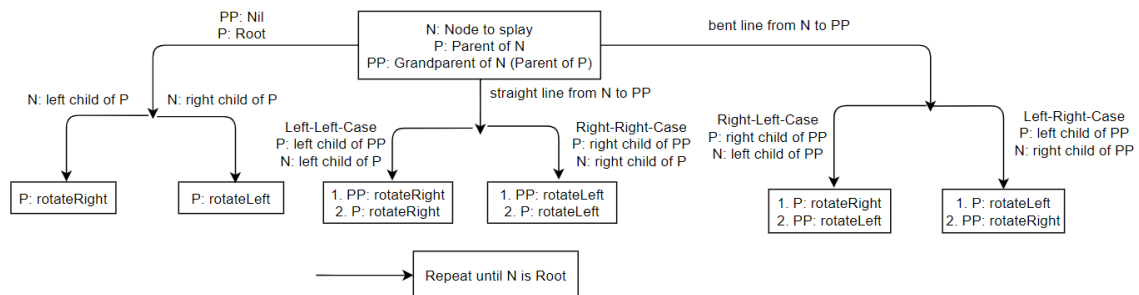 PP: Nil
P: Root
N: Node to splay
P: Parent of N
PP: Grandparent of N (Parent of P)
bent line from N to PP
N: left child of P
N: right child of P
straight line from N to PP
Left-Left-Case
P: left child of PP
N: left child of P
Right-Right-Case
P: right child of PP
N: right child of P
Right-Left-Case
P: right child of PP
N: left child of PP
Left-Right-Case
P: left child of PP
N: right child of PP
P: rotateRight
P: rotateLeft
1. PP: rotateRight
2. P: rotateRight
1. PP: rotateLeft
2. P: rotateLeft
1. P: rotateRight
2. PP: rotateLeft
1. P: rotateLeft
2. PP: rotateRight
Repeat until N is Root